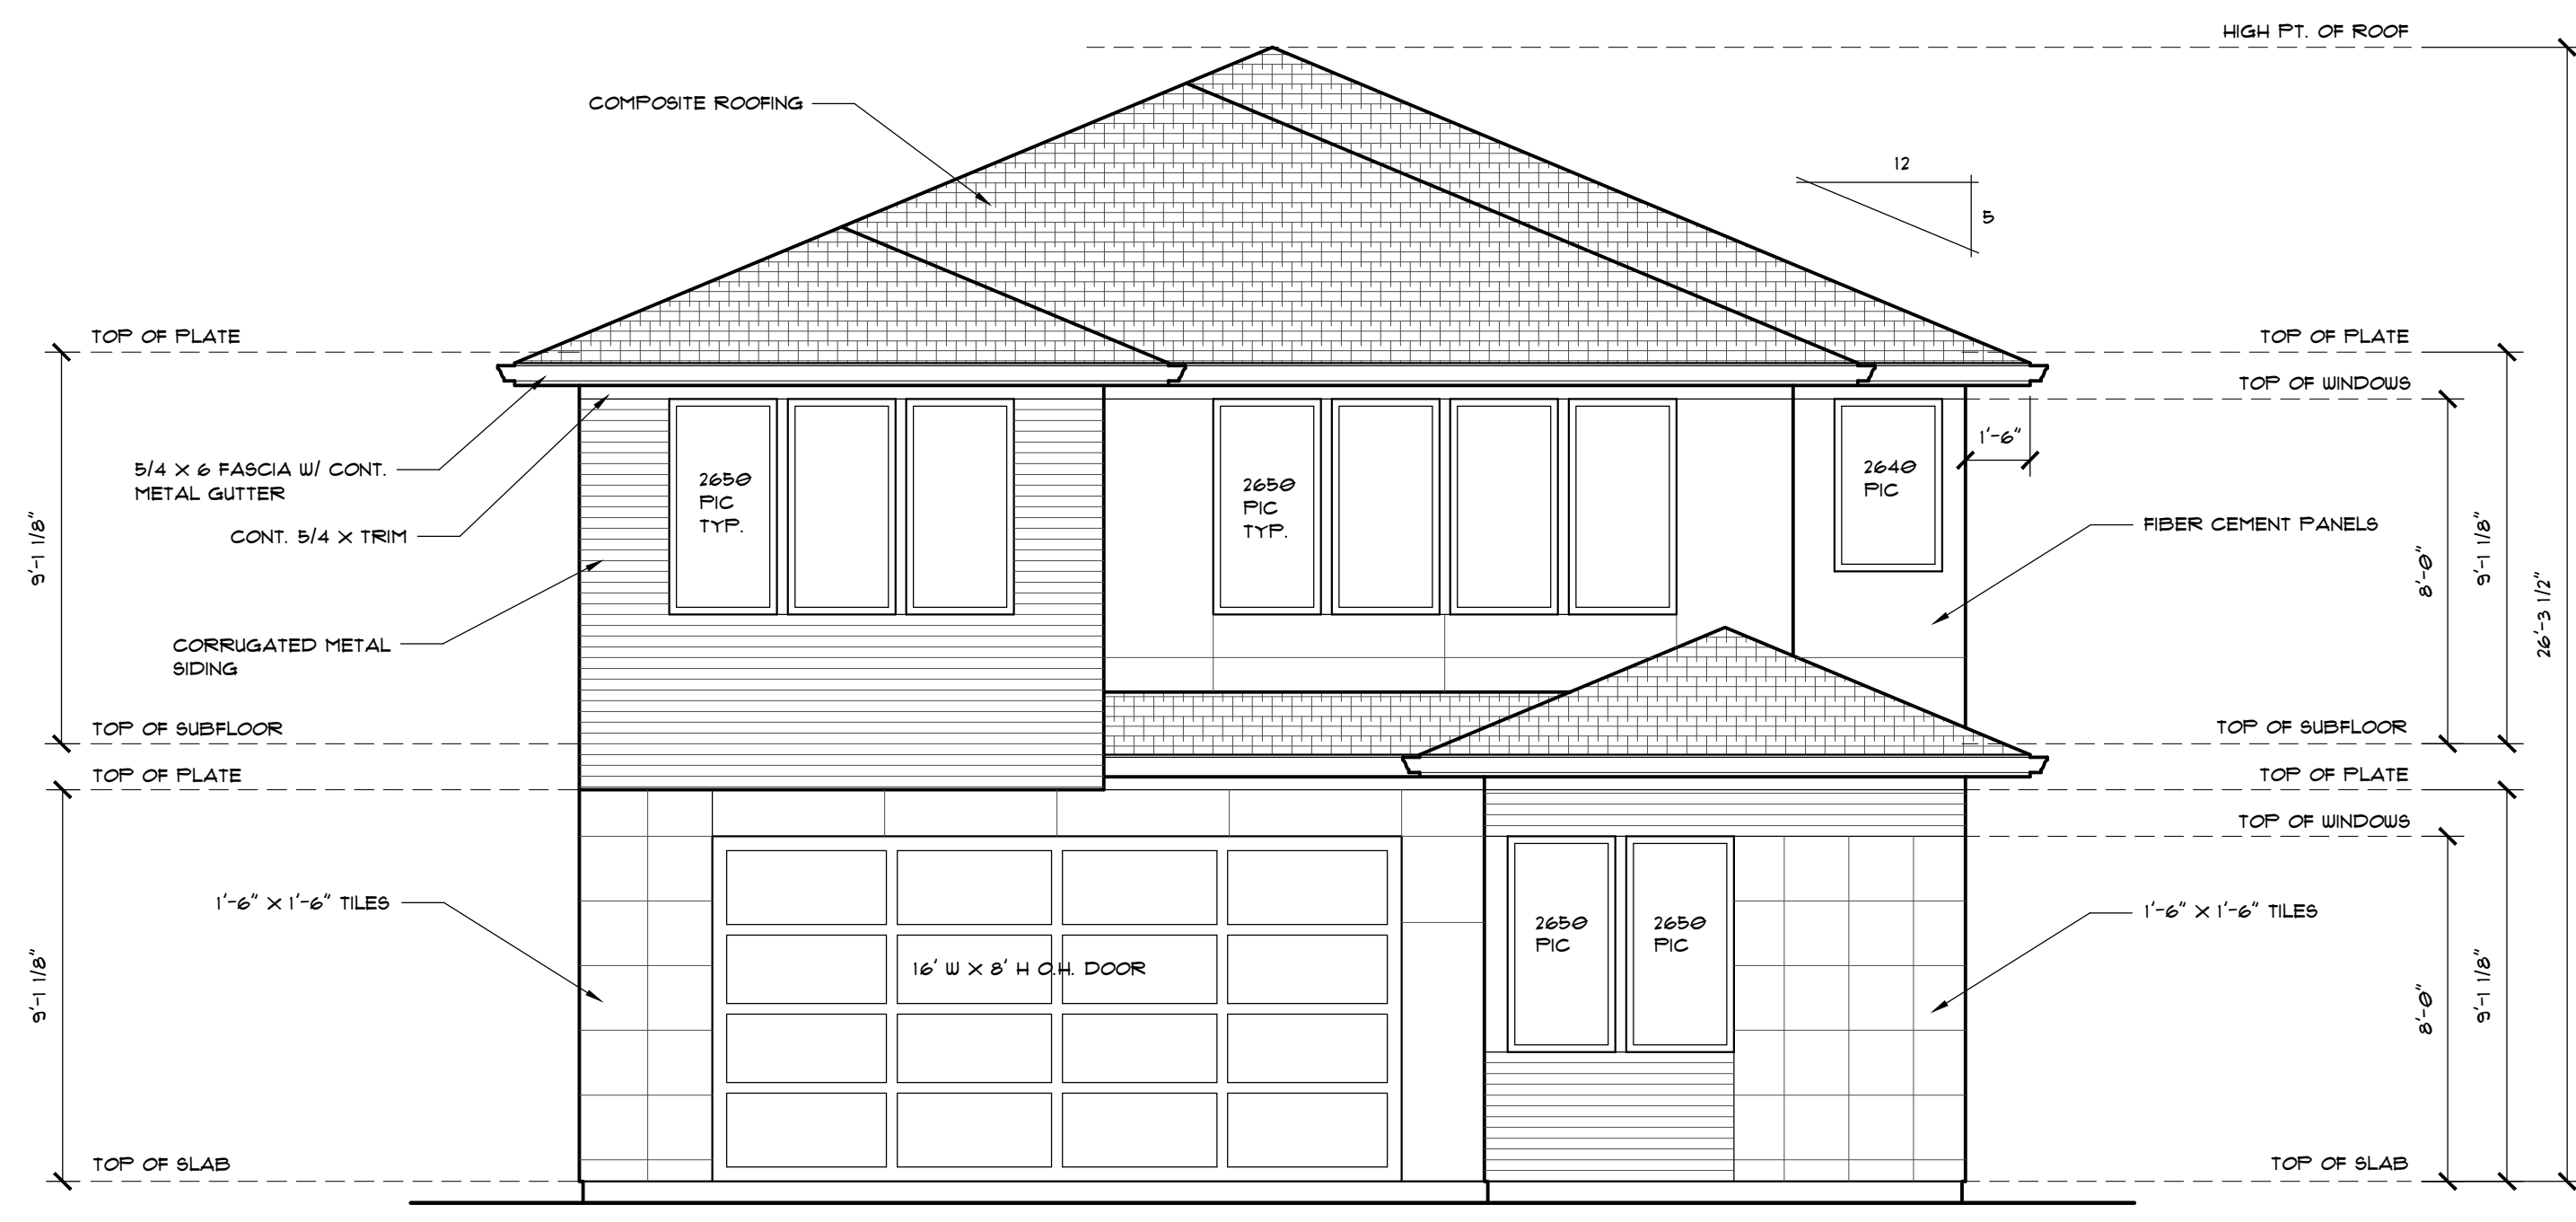 HIGH PT. OF ROOF
COMPOSITE ROOFING
12
5
TOP OF PLATE
TOP OF PLATE
TOP OF WINDOWS
1'-6"
5/4 X 6 FASCIA W/ CONT.
METAL GUTTER
2650
PIC
TYP.
2650
PIC
TYP.
2640
PIC
CONT. 5/4 X TRIM
FIBER CEMENT PANELS
9'-1 1/8"
8'-0"
9'-1 1/8"
26'-3 1/2"
CORRUGATED METAL
SIDING
TOP OF SUBFLOOR
TOP OF SUBFLOOR
TOP OF PLATE
TOP OF PLATE
TOP OF WINDOWS
1'-6" X 1'-6" TILES
2650
PIC
2650
PIC
1'-6" X 1'-6" TILES
16' W X 8' H O.H. DOOR
9'-1 1/8"
8'-0"
9'-1 1/8"
TOP OF SLAB
TOP OF SLAB